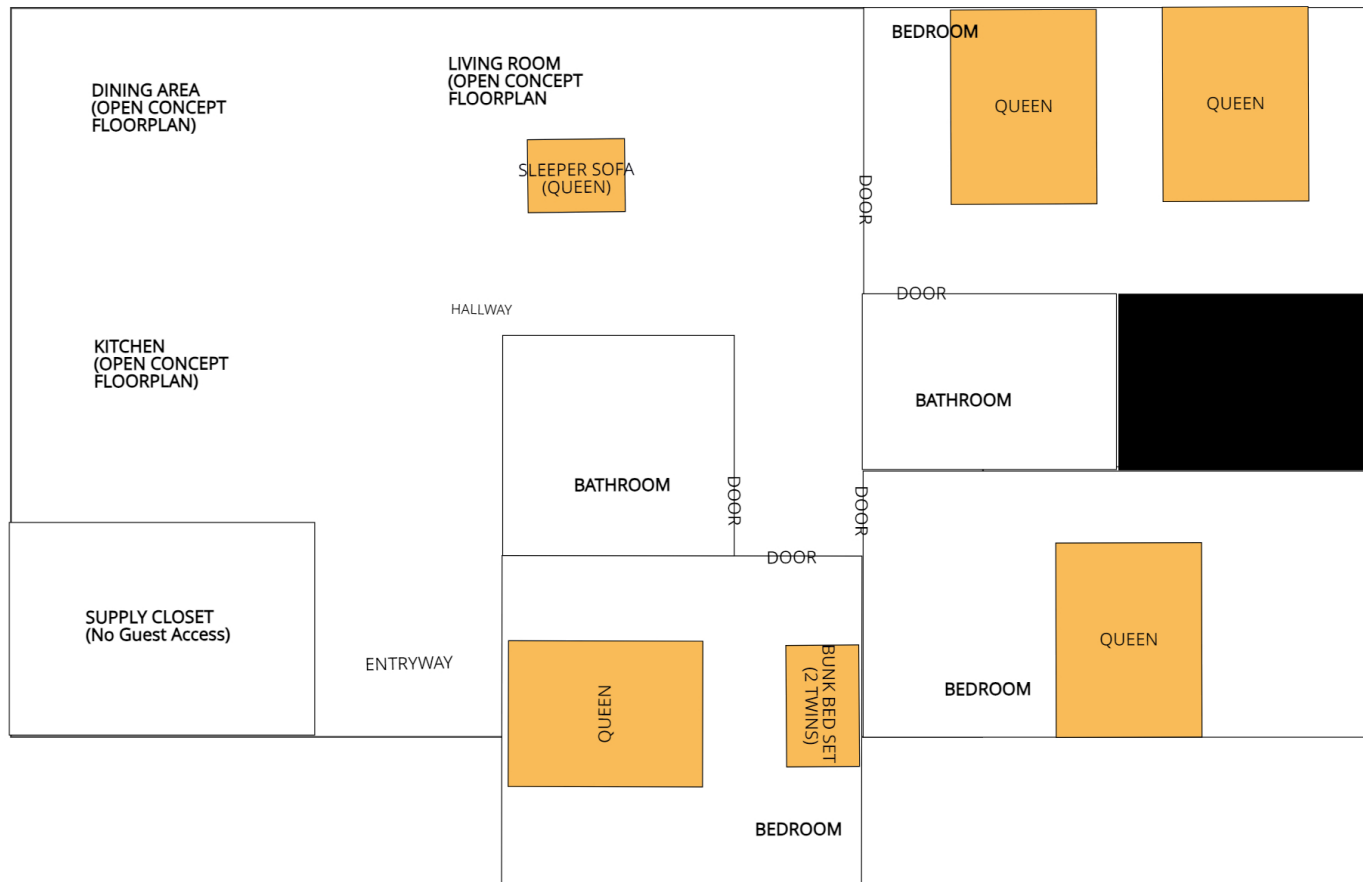 DINING AREA
(OPEN CONCEPT
FLOORPLAN)
LIVING ROOM
(OPEN CONCEPT
FLOORPLAN
SLEEPER SOFA
(QUEEN)
BEDROOM
QUEEN
QUEEN
DOOR
DOOR
HALLWAY
KITCHEN
(OPEN CONCEPT
FLOORPLAN)
BATHROOM
BATHROOM
DOOR
DOOR
DOOR
SUPPLY CLOSET
(No Guest Access)
ENTRYWAY
QUEEN
BUNK BED SET
(2 TWINS)
BEDROOM
QUEEN
BEDROOM